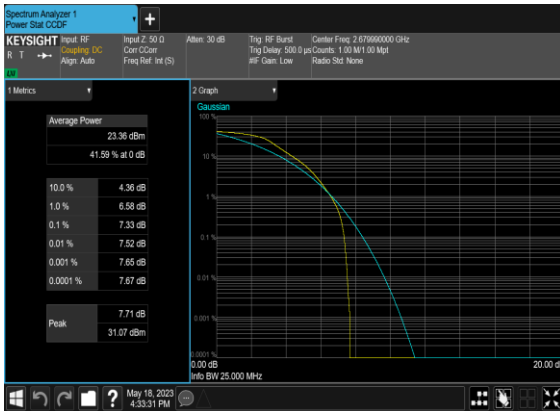 Spectrum Analyzer 1
Power Stat CCDF
KEYSIGHT
R T
Input: RF
Coupling: DC
Align: Auto
Input Z: 50 Ω
Corr CCorr
Freq Ref: Int (S)
Atten: 30 dB
Trig: RF Burst
Trig Delay: 500.0 µs
#IF Gain: Low
Center Freq: 2.679990000 GHz
Counts: 1.00 M/1.00 Mpt
Radio Std: None
1 Metrics
Average Power
23.36 dBm
41.59 % at 0 dB
10.0 % 4.36 dB
1.0 % 6.58 dB
0.1 % 7.33 dB
0.01 % 7.52 dB
0.001 % 7.65 dB
0.0001 % 7.67 dB
Peak
7.71 dB
31.07 dBm
2 Graph
Gaussian
100 %
10 %
1 %
0.1 %
0.01 %
0.001 %
0.0001 %
0.00 dB
20.00 d
Info BW 25.000 MHz
?
May 18, 2023
4:33:31 PM